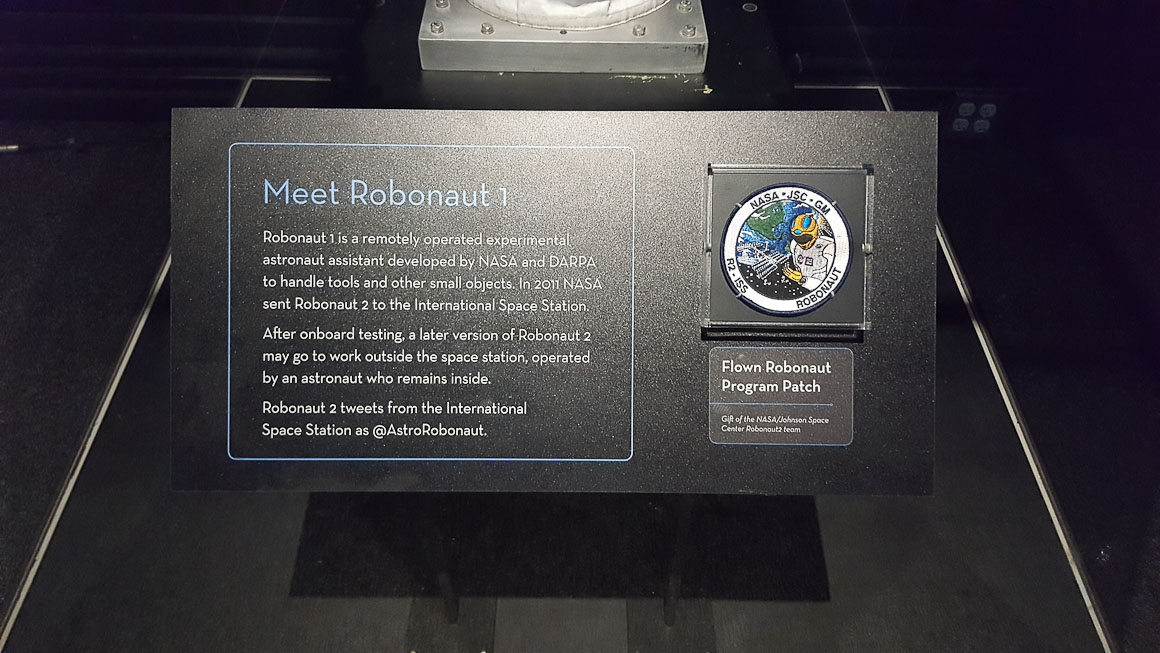 Meet Robonaut 1
Robonaut 1 is a remotely operated experimental
astronaut assistant developed by NASA and DARPA
to handle tools and other small objects. In 2011 NASA
sent Robonaut 2 to the International Space Station.
After onboard testing, a later version of Robonaut 2
may go to work outside the space station, operated
by an astronaut who remains inside.
Robonaut 2 tweets from the International
Space Station as @AstroRobonaut.
NASA • JSC • GM
R2 • ISS
ROBONAUT
Flown Robonaut
Program Patch
Gift of the NASA/Johnson Space
Center Robonaut2 team